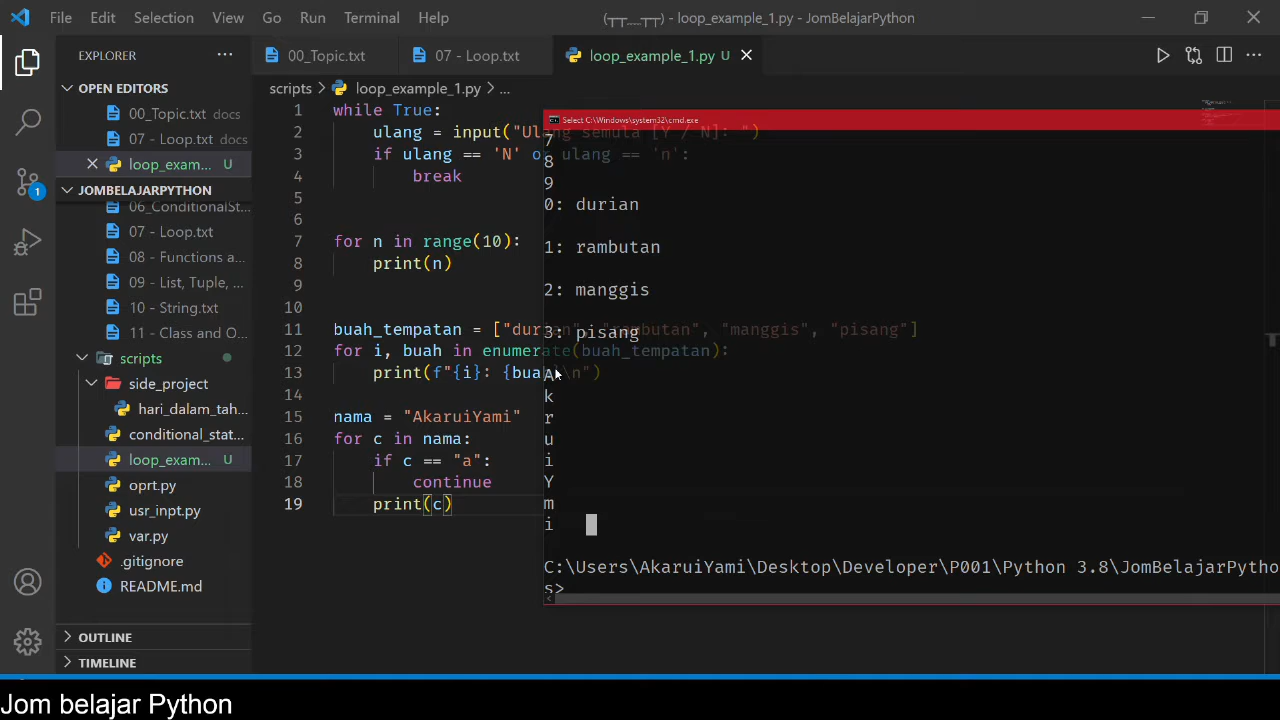 File Edit Selection View Go Run Terminal Help
(┬┬﹏┬┬) - loop_example_1.py - JomBelajarPython
EXPLORER
00_Topic.txt
07 - Loop.txt
loop_example_1.py U
OPEN EDITORS
00_Topic.txt docs
07 - Loop.txt docs
loop_exam... U
JOMBELAJARPYTHON
06_ConditionalSt...
07 - Loop.txt
08 - Functions a...
09 - List, Tuple, ...
10 - String.txt
11 - Class and O...
scripts
side_project
hari_dalam_tah...
conditional_stat...
loop_exam... U
oprt.py
usr_inpt.py
var.py
.gitignore
README.md
OUTLINE
TIMELINE
1
scripts > loop_example_1.py > ...
1 while True:
2 ulang = input("Ulang semula [Y / N]: ")
3 if ulang == 'N' or ulang == 'n':
4 break
5
6
7 for n in range(10):
8 print(n)
9
10
11 buah_tempatan = ["durian", "rambutan", "manggis", "pisang"]
12 for i, buah in enumerate(buah_tempatan):
13 print(f"{i}: {buah}\n")
14
15 nama = "AkaruiYami"
16 for c in nama:
17 if c == "a":
18 continue
19 print(c)
Select C:\Windows\system32\cmd.exe
7
8
9
0: durian
1: rambutan
2: manggis
3: pisang
A
k
r
u
i
Y
m
i
C:\Users\AkaruiYami\Desktop\Developer\P001\Python 3.8\JomBelajarPytho
s>
Jom belajar Python